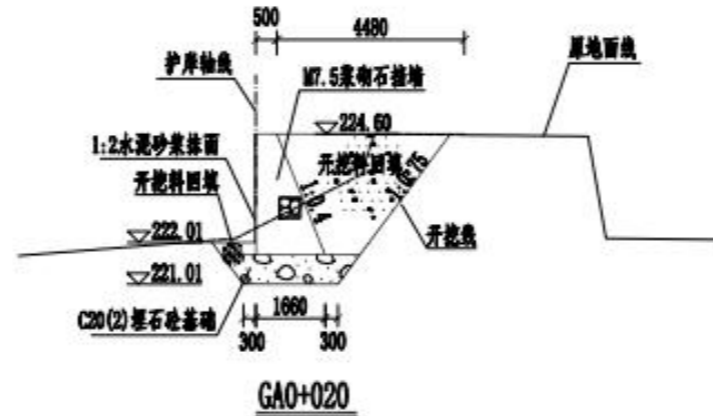 500
4480
护岸轴线
M7.5浆砌石挡墙
原地面线
224.60
1:2水泥砂浆抹面
开挖料回填
开挖料回填
1:0.75
1:0.4
222.01
开挖线
221.01
C20(2)埋石砼基础
1660
300
300
GA0+020